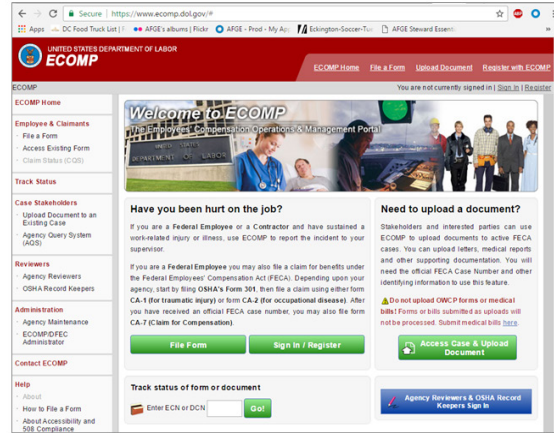 Secure | https://www.ecomp.dol.gov/#
Apps
DC Food Truck List | F
AFGE's albums | Flickr
AFGE - Prod - My App
Eckington-Soccer-Tur
AFGE Steward Essenti
UNITED STATES DEPARTMENT OF LABOR
ECOMP
ECOMP Home File a Form Upload Document Register with ECOMP
ECOMP
You are not currently signed in | Sign In | Register
ECOMP Home
Employee & Claimants
File a Form
Access Existing Form
Claim Status (CQS)
Track Status
Case Stakeholders
Upload Document to an
Existing Case
Agency Query System
(AQS)
Reviewers
Agency Reviewers
OSHA Record Keepers
Administration
Agency Maintenance
ECOMP/DFEC
Administrator
Contact ECOMP
Help
About
How to File a Form
About Accessibility and
508 Compliance
Welcome to ECOMP
The Employees' Compensation Operations & Management Portal
UNITED STATES
DEPARTMENT OF LABOR
Have you been hurt on the job?
If you are a Federal Employee or a Contractor and have sustained a
work-related injury or illness, use ECOMP to report the incident to your
supervisor.
If you are a Federal Employee you may also file a claim for benefits under
the Federal Employees' Compensation Act (FECA). Depending upon your
agency, start by filing OSHA's Form 301, then file a claim using either form
CA-1 (for traumatic injury) or form CA-2 (for occupational disease). After
you have received an official FECA case number, you may also file form
CA-7 (Claim for Compensation).
File Form
Sign In / Register
Track status of form or document
Enter ECN or DCN
Go!
Need to upload a document?
Stakeholders and interested parties can use
ECOMP to upload documents to active FECA
cases. You can upload letters, medical reports
and other supporting documentation. You will
need the official FECA Case Number and other
identifying information to use this feature.
Do not upload OWCP forms or medical
bills! Forms or bills submitted as uploads will
not be processed. Submit medical bills here.
Access Case & Upload
Document
Agency Reviewers & OSHA Record
Keepers Sign In